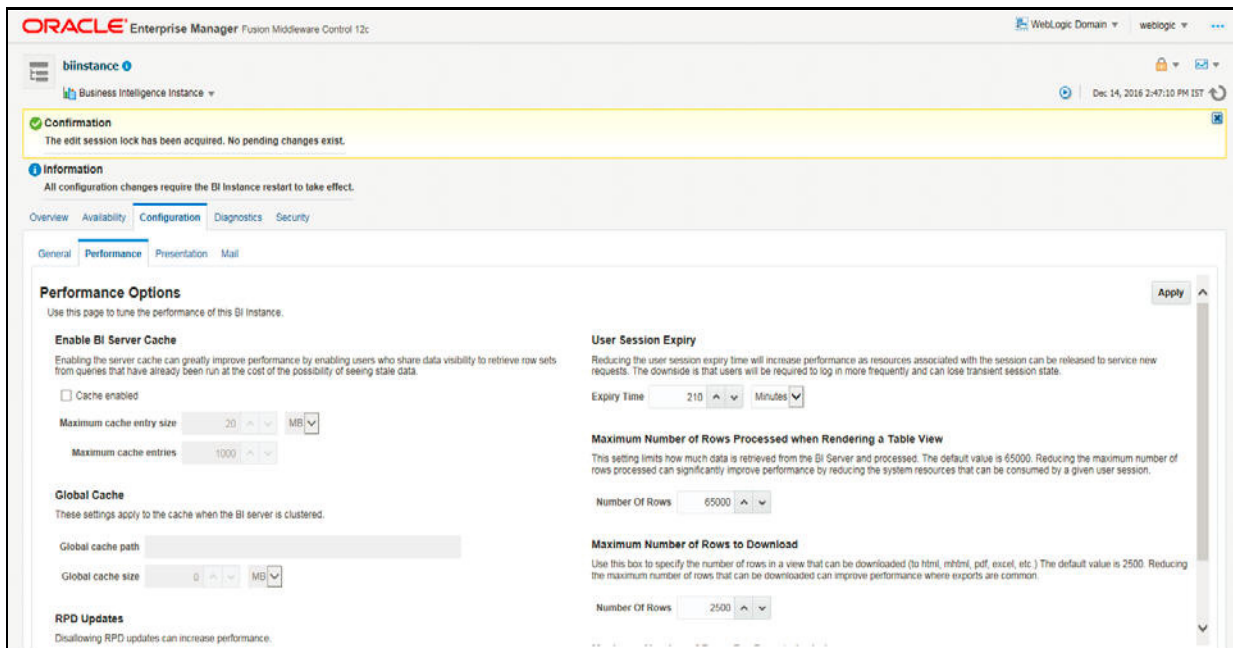 ORACLE Enterprise Manager Fusion Middleware Control 12c
WebLogic Domain
weblogic
biinstance
Business Intelligence Instance
Dec 14, 2016 2:47:10 PM IST
Confirmation
The edit session lock has been acquired. No pending changes exist.
Information
All configuration changes require the BI Instance restart to take effect.
Overview Availability Configuration Diagnostics Security
General Performance Presentation Mail
Performance Options
Apply
Use this page to tune the performance of this BI Instance.
Enable BI Server Cache
Enabling the server cache can greatly improve performance by enabling users who share data visibility to retrieve row sets
from queries that have already been run at the cost of the possibility of seeing stale data.
Cache enabled
Maximum cache entry size 20 MB
Maximum cache entries 1000
Global Cache
These settings apply to the cache when the BI server is clustered.
Global cache path
Global cache size 0 MB
RPD Updates
Disallowing RPD updates can increase performance.
User Session Expiry
Reducing the user session expiry time will increase performance as resources associated with the session can be released to service new
requests. The downside is that users will be required to log in more frequently and can lose transient session state.
Expiry Time 210 Minutes
Maximum Number of Rows Processed when Rendering a Table View
This setting limits how much data is retrieved from the BI Server and processed. The default value is 65000. Reducing the maximum number of
rows processed can significantly improve performance by reducing the system resources that can be consumed by a given user session.
Number Of Rows 65000
Maximum Number of Rows to Download
Use this box to specify the number of rows in a view that can be downloaded (to html, mhtml, pdf, excel, etc.) The default value is 2500. Reducing
the maximum number of rows that can be downloaded can improve performance where exports are common.
Number Of Rows 2500